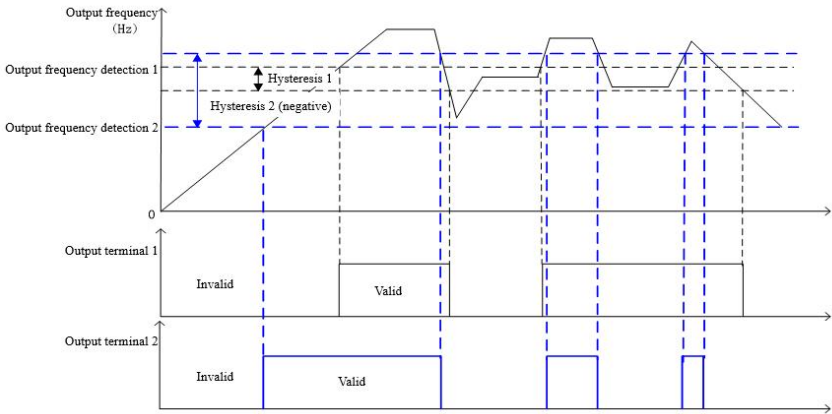 Output frequency
（Hz）
Output frequency detection 1
Hysteresis 1
Hysteresis 2 (negative)
Output frequency detection 2
0
Output terminal 1
Invalid
Valid
Output terminal 2
Invalid
Valid